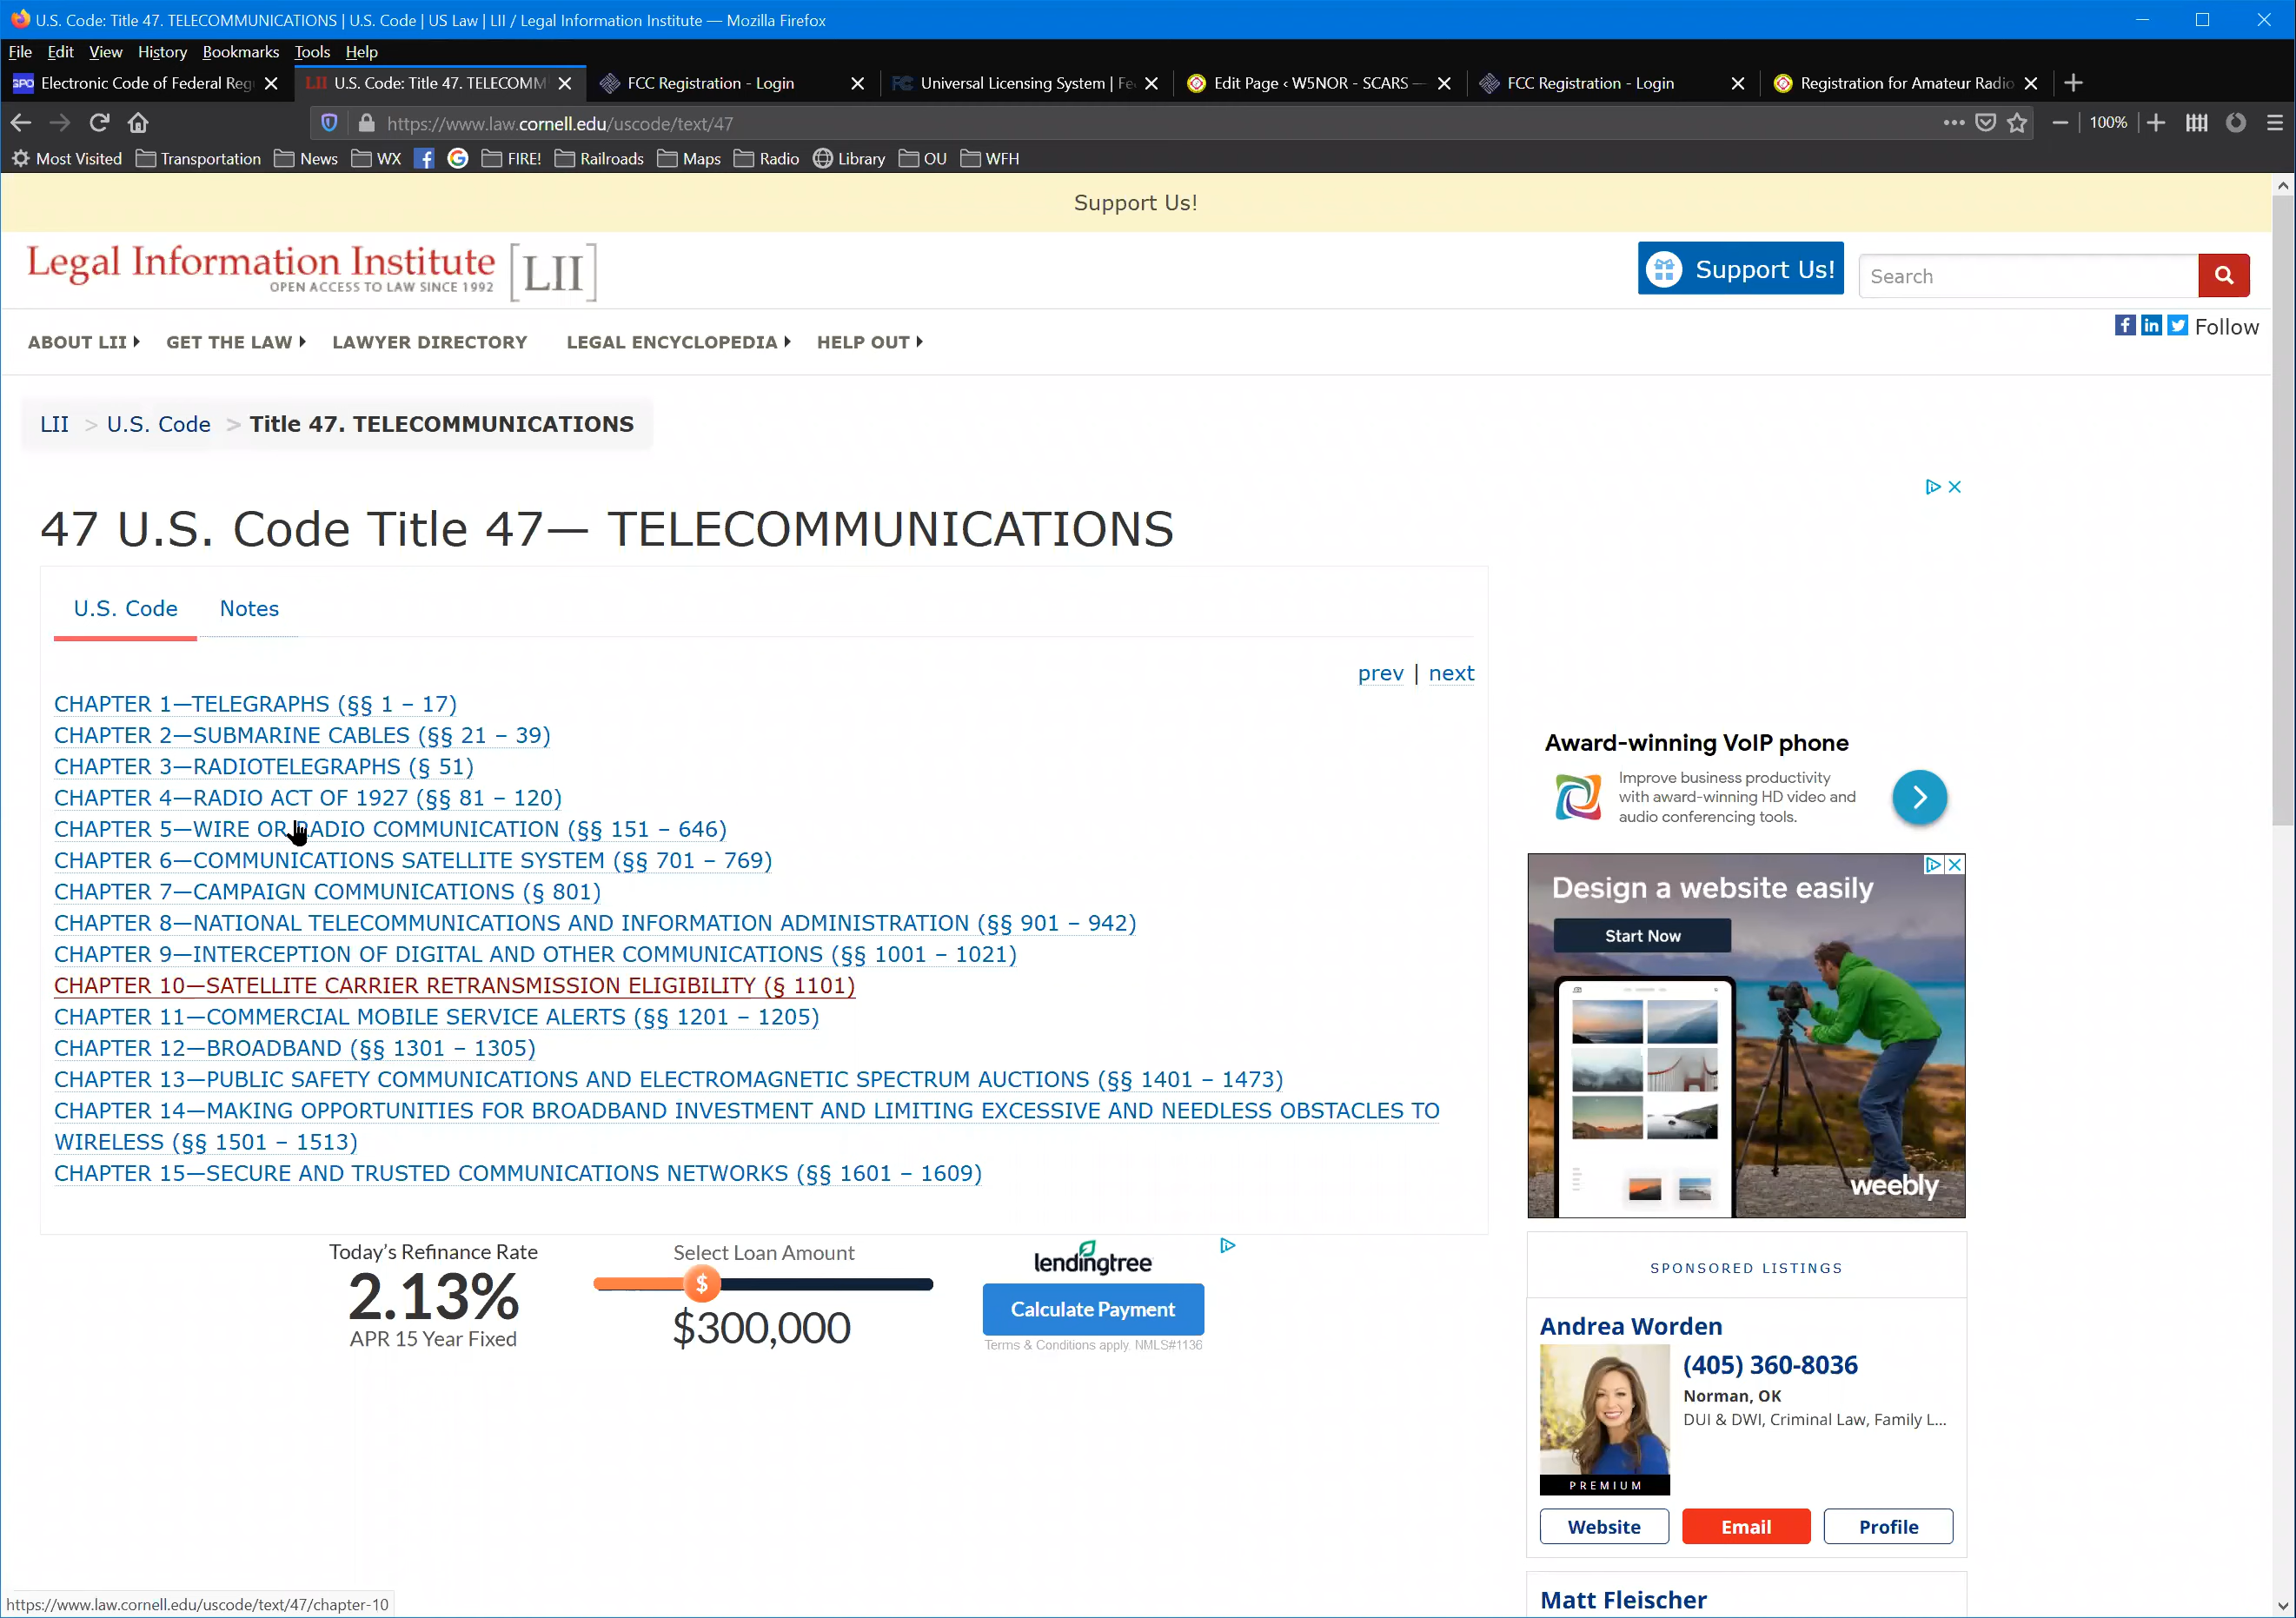 U.S. Code: Title 47. TELECOMMUNICATIONS | U.S. Code | US Law | LII / Legal Information Institute — Mozilla Firefox
File Edit View History Bookmarks Tools Help
GPO Electronic Code of Federal Reg LII U.S. Code: Title 47. TELECOMM FCC Registration - Login FC Universal Licensing System | Fe Edit Page ‹ W5NOR - SCARS — FCC Registration - Login Registration for Amateur Radio
https://www.law.cornell.edu/uscode/text/47 100%
Most Visited Transportation News WX FIRE! Railroads Maps Radio Library OU WFH
Support Us!
Legal Information Institute [LII]
OPEN ACCESS TO LAW SINCE 1992
Support Us! Search
Follow
ABOUT LII GET THE LAW LAWYER DIRECTORY LEGAL ENCYCLOPEDIA HELP OUT
LII > U.S. Code > Title 47. TELECOMMUNICATIONS
47 U.S. Code Title 47— TELECOMMUNICATIONS
U.S. Code Notes
prev | next
CHAPTER 1—TELEGRAPHS (§§ 1 – 17)
CHAPTER 2—SUBMARINE CABLES (§§ 21 – 39)
CHAPTER 3—RADIOTELEGRAPHS (§ 51)
CHAPTER 4—RADIO ACT OF 1927 (§§ 81 – 120)
CHAPTER 5—WIRE OR RADIO COMMUNICATION (§§ 151 – 646)
CHAPTER 6—COMMUNICATIONS SATELLITE SYSTEM (§§ 701 – 769)
CHAPTER 7—CAMPAIGN COMMUNICATIONS (§ 801)
CHAPTER 8—NATIONAL TELECOMMUNICATIONS AND INFORMATION ADMINISTRATION (§§ 901 – 942)
CHAPTER 9—INTERCEPTION OF DIGITAL AND OTHER COMMUNICATIONS (§§ 1001 – 1021)
CHAPTER 10—SATELLITE CARRIER RETRANSMISSION ELIGIBILITY (§ 1101)
CHAPTER 11—COMMERCIAL MOBILE SERVICE ALERTS (§§ 1201 – 1205)
CHAPTER 12—BROADBAND (§§ 1301 – 1305)
CHAPTER 13—PUBLIC SAFETY COMMUNICATIONS AND ELECTROMAGNETIC SPECTRUM AUCTIONS (§§ 1401 – 1473)
CHAPTER 14—MAKING OPPORTUNITIES FOR BROADBAND INVESTMENT AND LIMITING EXCESSIVE AND NEEDLESS OBSTACLES TO
WIRELESS (§§ 1501 – 1513)
CHAPTER 15—SECURE AND TRUSTED COMMUNICATIONS NETWORKS (§§ 1601 – 1609)
Today's Refinance Rate
2.13%
APR 15 Year Fixed
Select Loan Amount
$
$300,000
lendingtree
Calculate Payment
Terms & Conditions apply. NMLS#1136
Award-winning VoIP phone
Improve business productivity
with award-winning HD video and
audio conferencing tools.
Design a website easily
Start Now
weebly
SPONSORED LISTINGS
Andrea Worden
(405) 360-8036
Norman, OK
DUI & DWI, Criminal Law, Family L...
PREMIUM
Website Email Profile
Matt Fleischer
https://www.law.cornell.edu/uscode/text/47/chapter-10